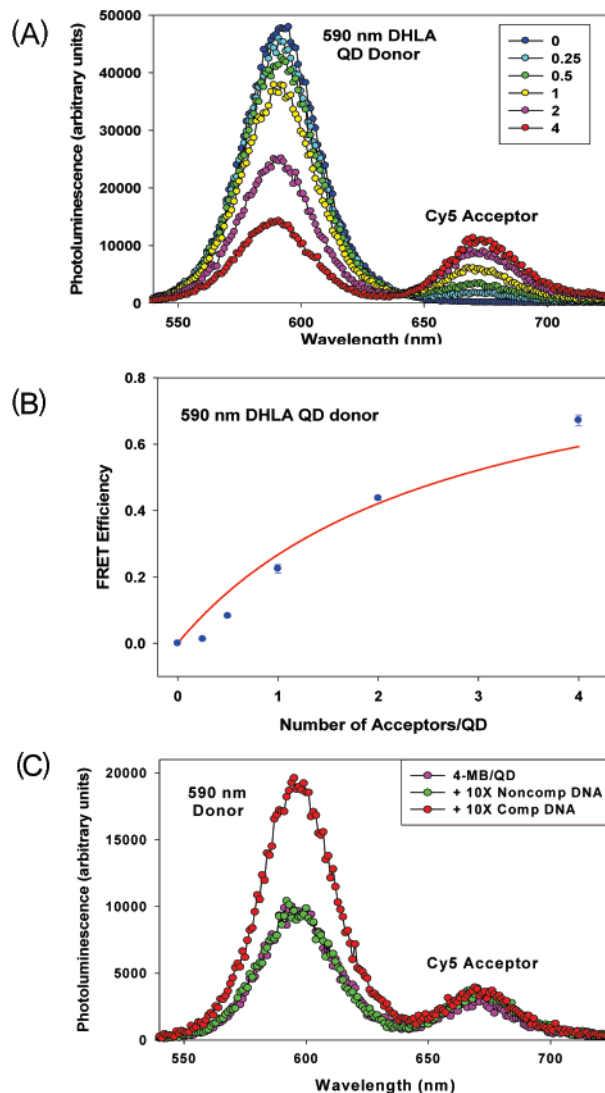 (A)
50000
40000
30000
20000
10000
0
Photoluminescence (arbitrary units)
590 nm DHLA
QD Donor
0
0.25
0.5
1
2
4
Cy5 Acceptor
550
600
650
700
Wavelength (nm)
(B)
0.8
0.6
0.4
0.2
0.0
FRET Efficiency
590 nm DHLA QD donor
0
1
2
3
4
Number of Acceptors/QD
(C)
20000
15000
10000
5000
0
Photoluminescence (arbitrary units)
590 nm
Donor
4-MB/QD
+ 10X Noncomp DNA
+ 10X Comp DNA
Cy5 Acceptor
550
600
650
700
Wavelength (nm)